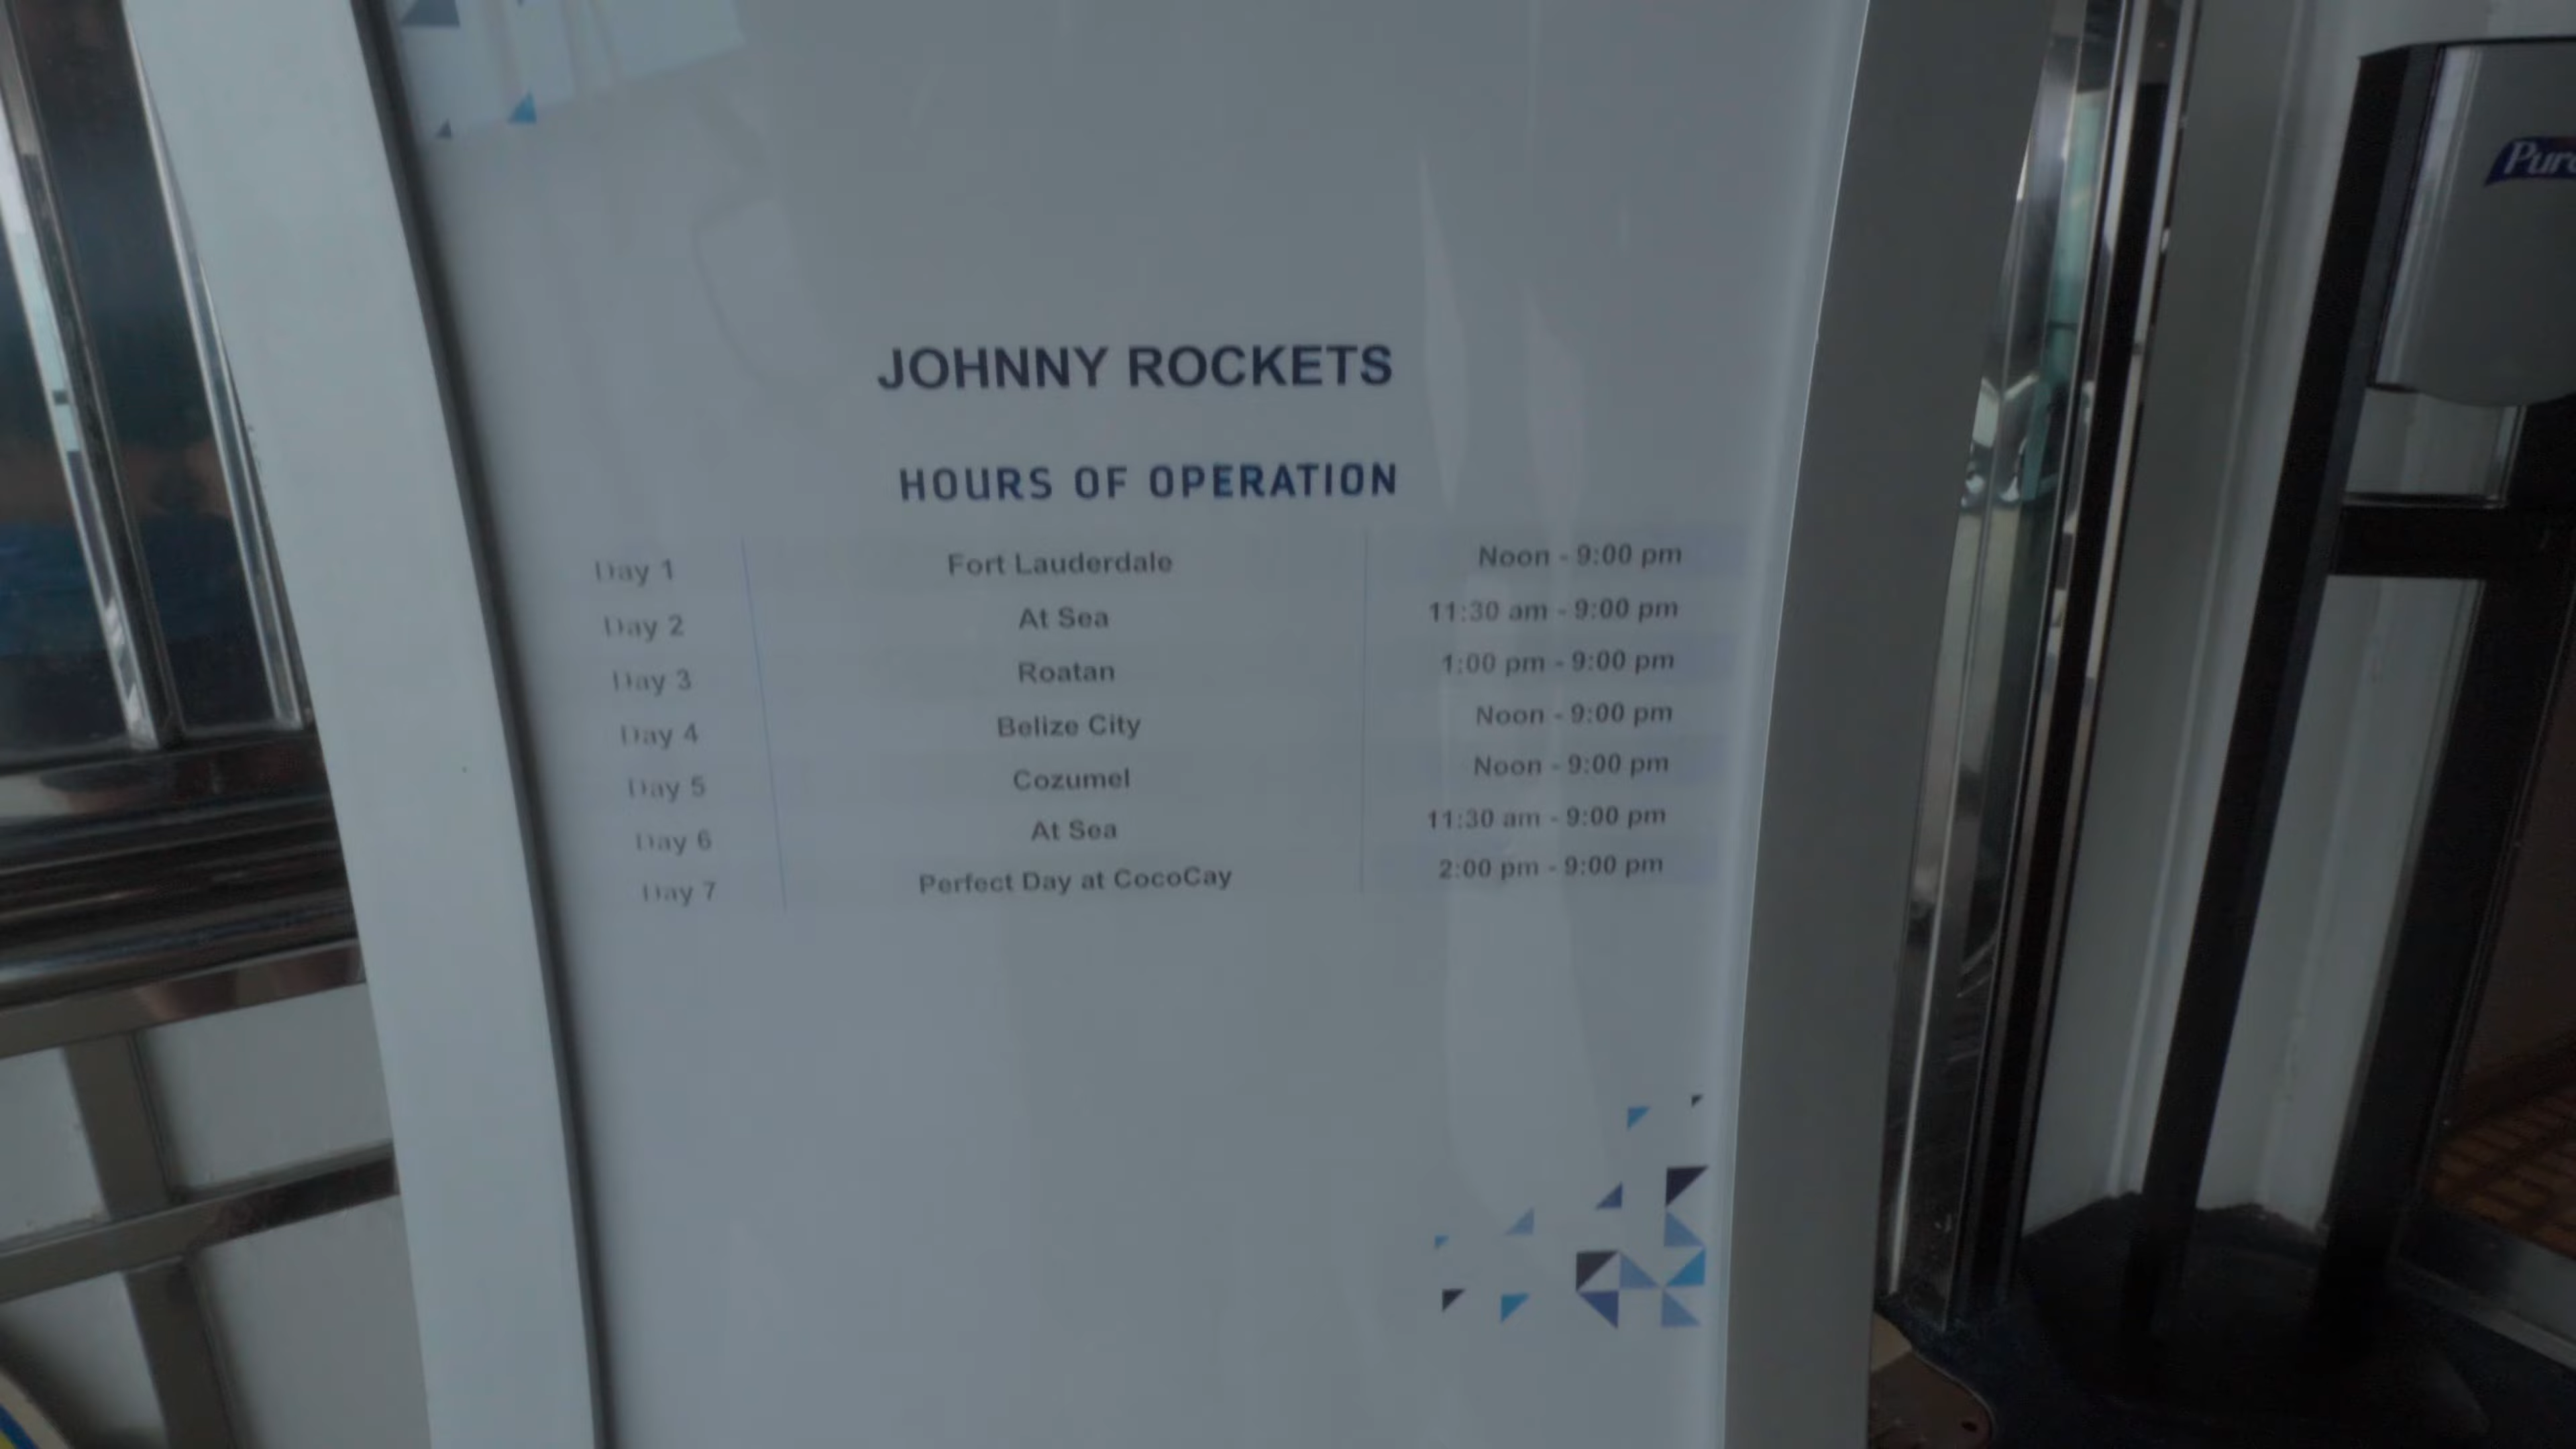 JOHNNY ROCKETS
HOURS OF OPERATION
Day 1 Fort Lauderdale Noon - 9:00 pm
Day 2 At Sea 11:30 am - 9:00 pm
Day 3 Roatan 1:00 pm - 9:00 pm
Day 4 Belize City Noon - 9:00 pm
Day 5 Cozumel Noon - 9:00 pm
Day 6 At Sea 11:30 am - 9:00 pm
Day 7 Perfect Day at CocoCay 2:00 pm - 9:00 pm